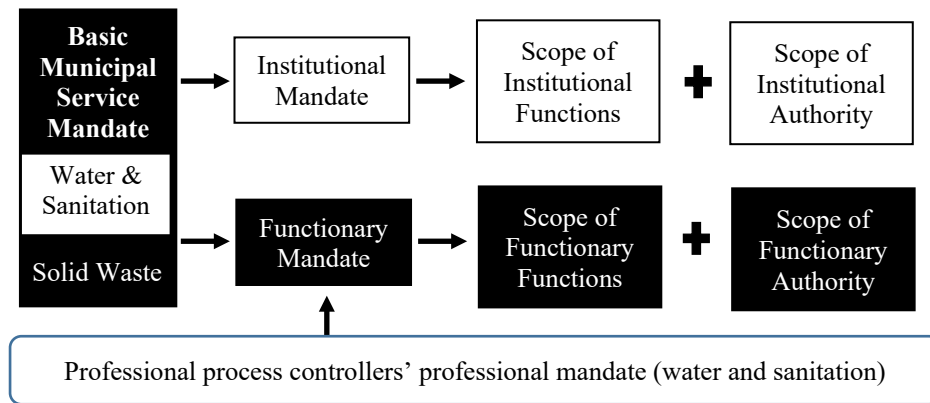 Basic
Municipal
Service
Mandate
Water &
Sanitation
Solid Waste
Institutional
Mandate
Scope of
Institutional
Functions
Scope of
Institutional
Authority
Functionary
Mandate
Scope of
Functionary
Functions
Scope of
Functionary
Authority
Professional process controllers’ professional mandate (water and sanitation)